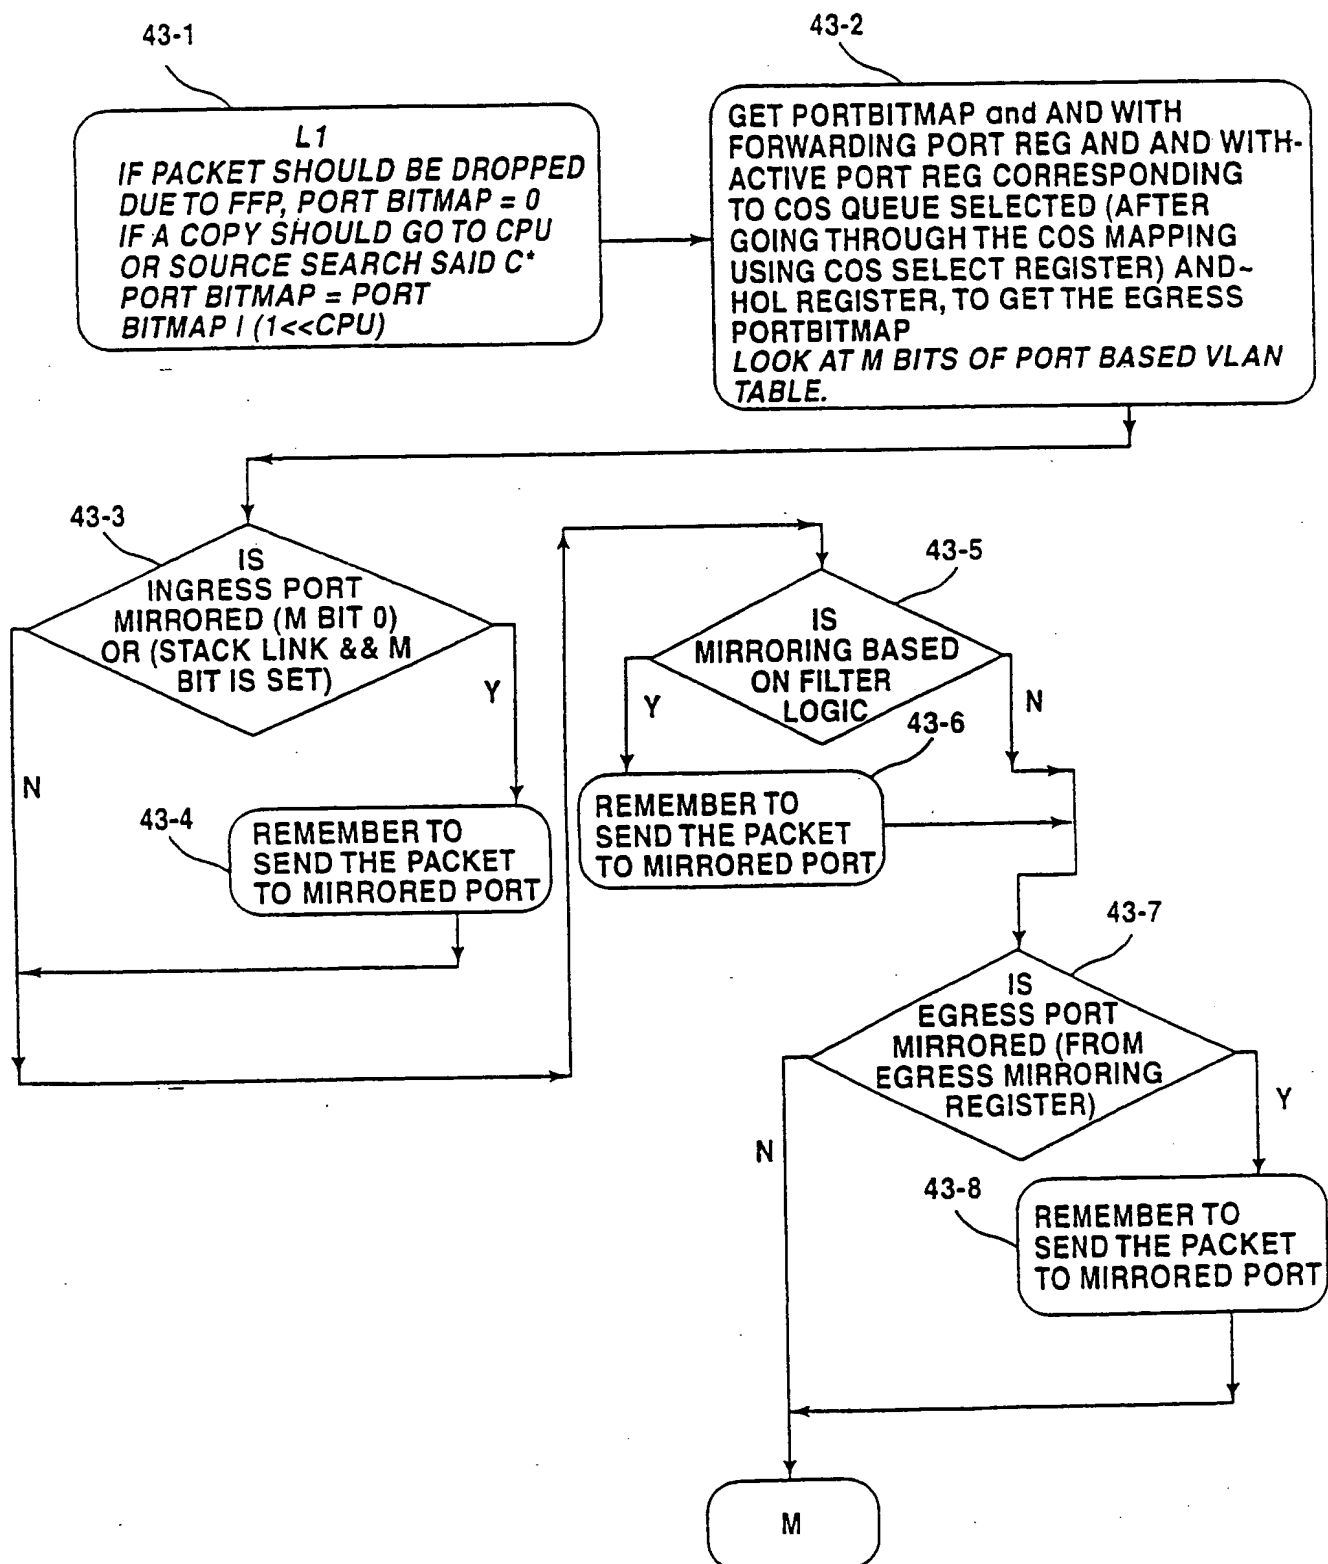 43-1
L1
IF PACKET SHOULD BE DROPPED
DUE TO FFP, PORT BITMAP = 0
IF A COPY SHOULD GO TO CPU
OR SOURCE SEARCH SAID C*
PORT BITMAP = PORT
BITMAP | (1<<CPU)
43-2
GET PORTBITMAP and AND WITH
FORWARDING PORT REG AND AND WITH-
ACTIVE PORT REG CORRESPONDING
TO COS QUEUE SELECTED (AFTER
GOING THROUGH THE COS MAPPING
USING COS SELECT REGISTER) AND~
HOL REGISTER, TO GET THE EGRESS
PORTBITMAP
LOOK AT M BITS OF PORT BASED VLAN
TABLE.
43-3
IS
INGRESS PORT
MIRRORED (M BIT 0)
OR (STACK LINK && M
BIT IS SET)
Y
N
43-4
REMEMBER TO
SEND THE PACKET
TO MIRRORED PORT
43-5
IS
MIRRORING BASED
ON FILTER
LOGIC
Y
N
43-6
REMEMBER TO
SEND THE PACKET
TO MIRRORED PORT
43-7
IS
EGRESS PORT
MIRRORED (FROM
EGRESS MIRRORING
REGISTER)
Y
N
43-8
REMEMBER TO
SEND THE PACKET
TO MIRRORED PORT
M